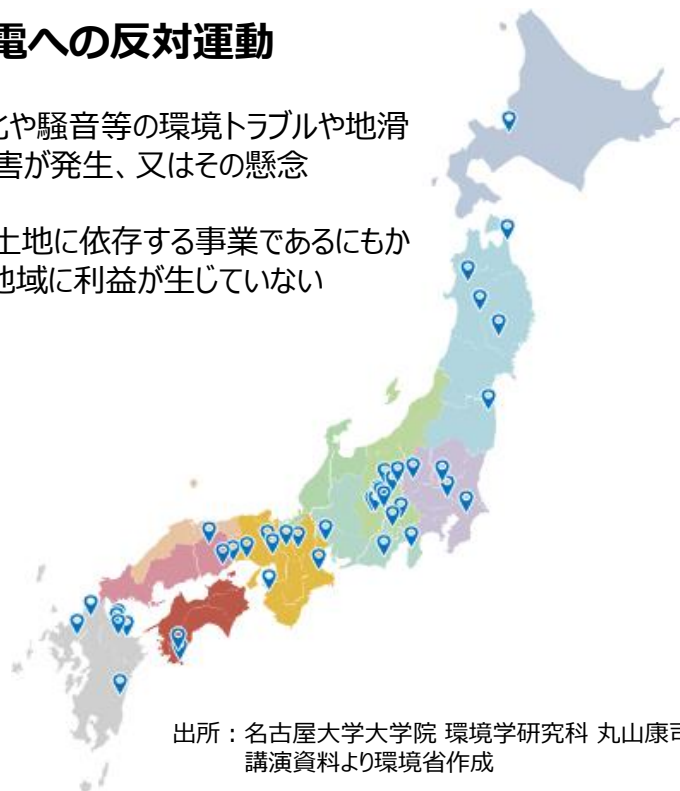 電への反対運動
化や騒音等の環境トラブルや地滑
害が発生、又はその懸念
土地に依存する事業であるにもか
地域に利益が生じていない
出所：名古屋大学大学院 環境学研究科 丸山康司
講演資料より環境省作成